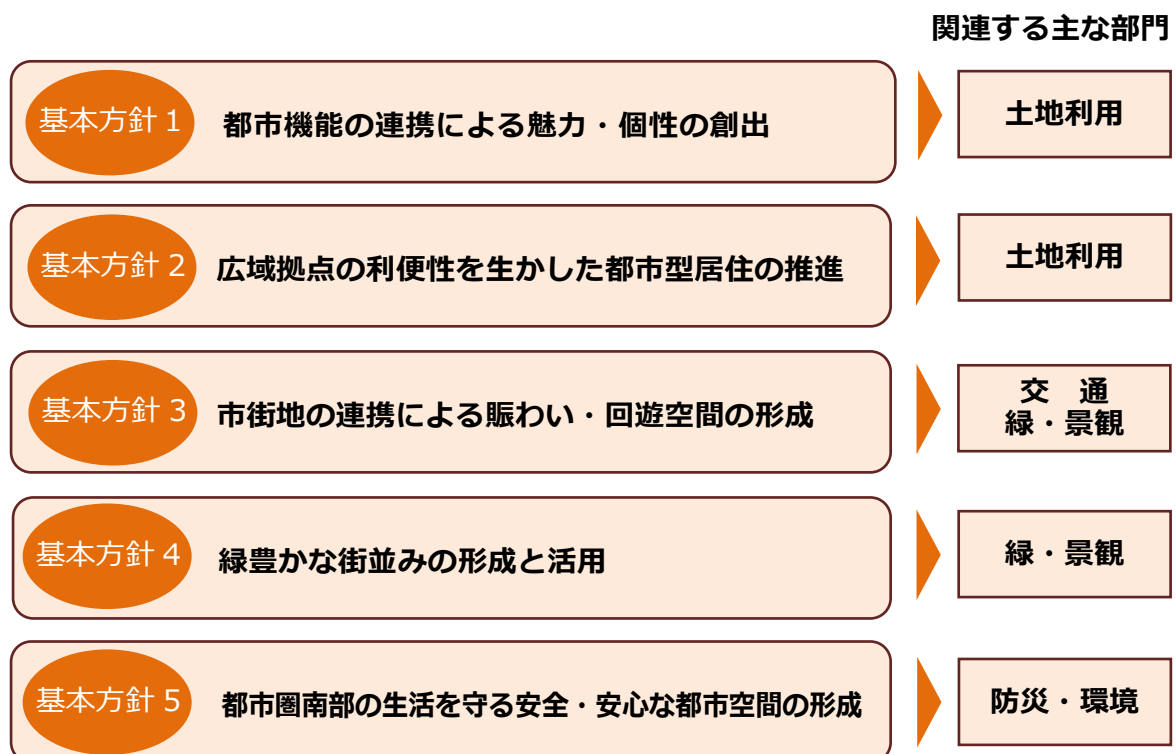 関連する主な部門
基本方針 1
都市機能の連携による魅力・個性の創出
土地利用
基本方針 2
広域拠点の利便性を生かした都市型居住の推進
土地利用
基本方針 3
市街地の連携による賑わい・回遊空間の形成
交　通
緑・景観
基本方針 4
緑豊かな街並みの形成と活用
緑・景観
基本方針 5
都市圏南部の生活を守る安全・安心な都市空間の形成
防災・環境